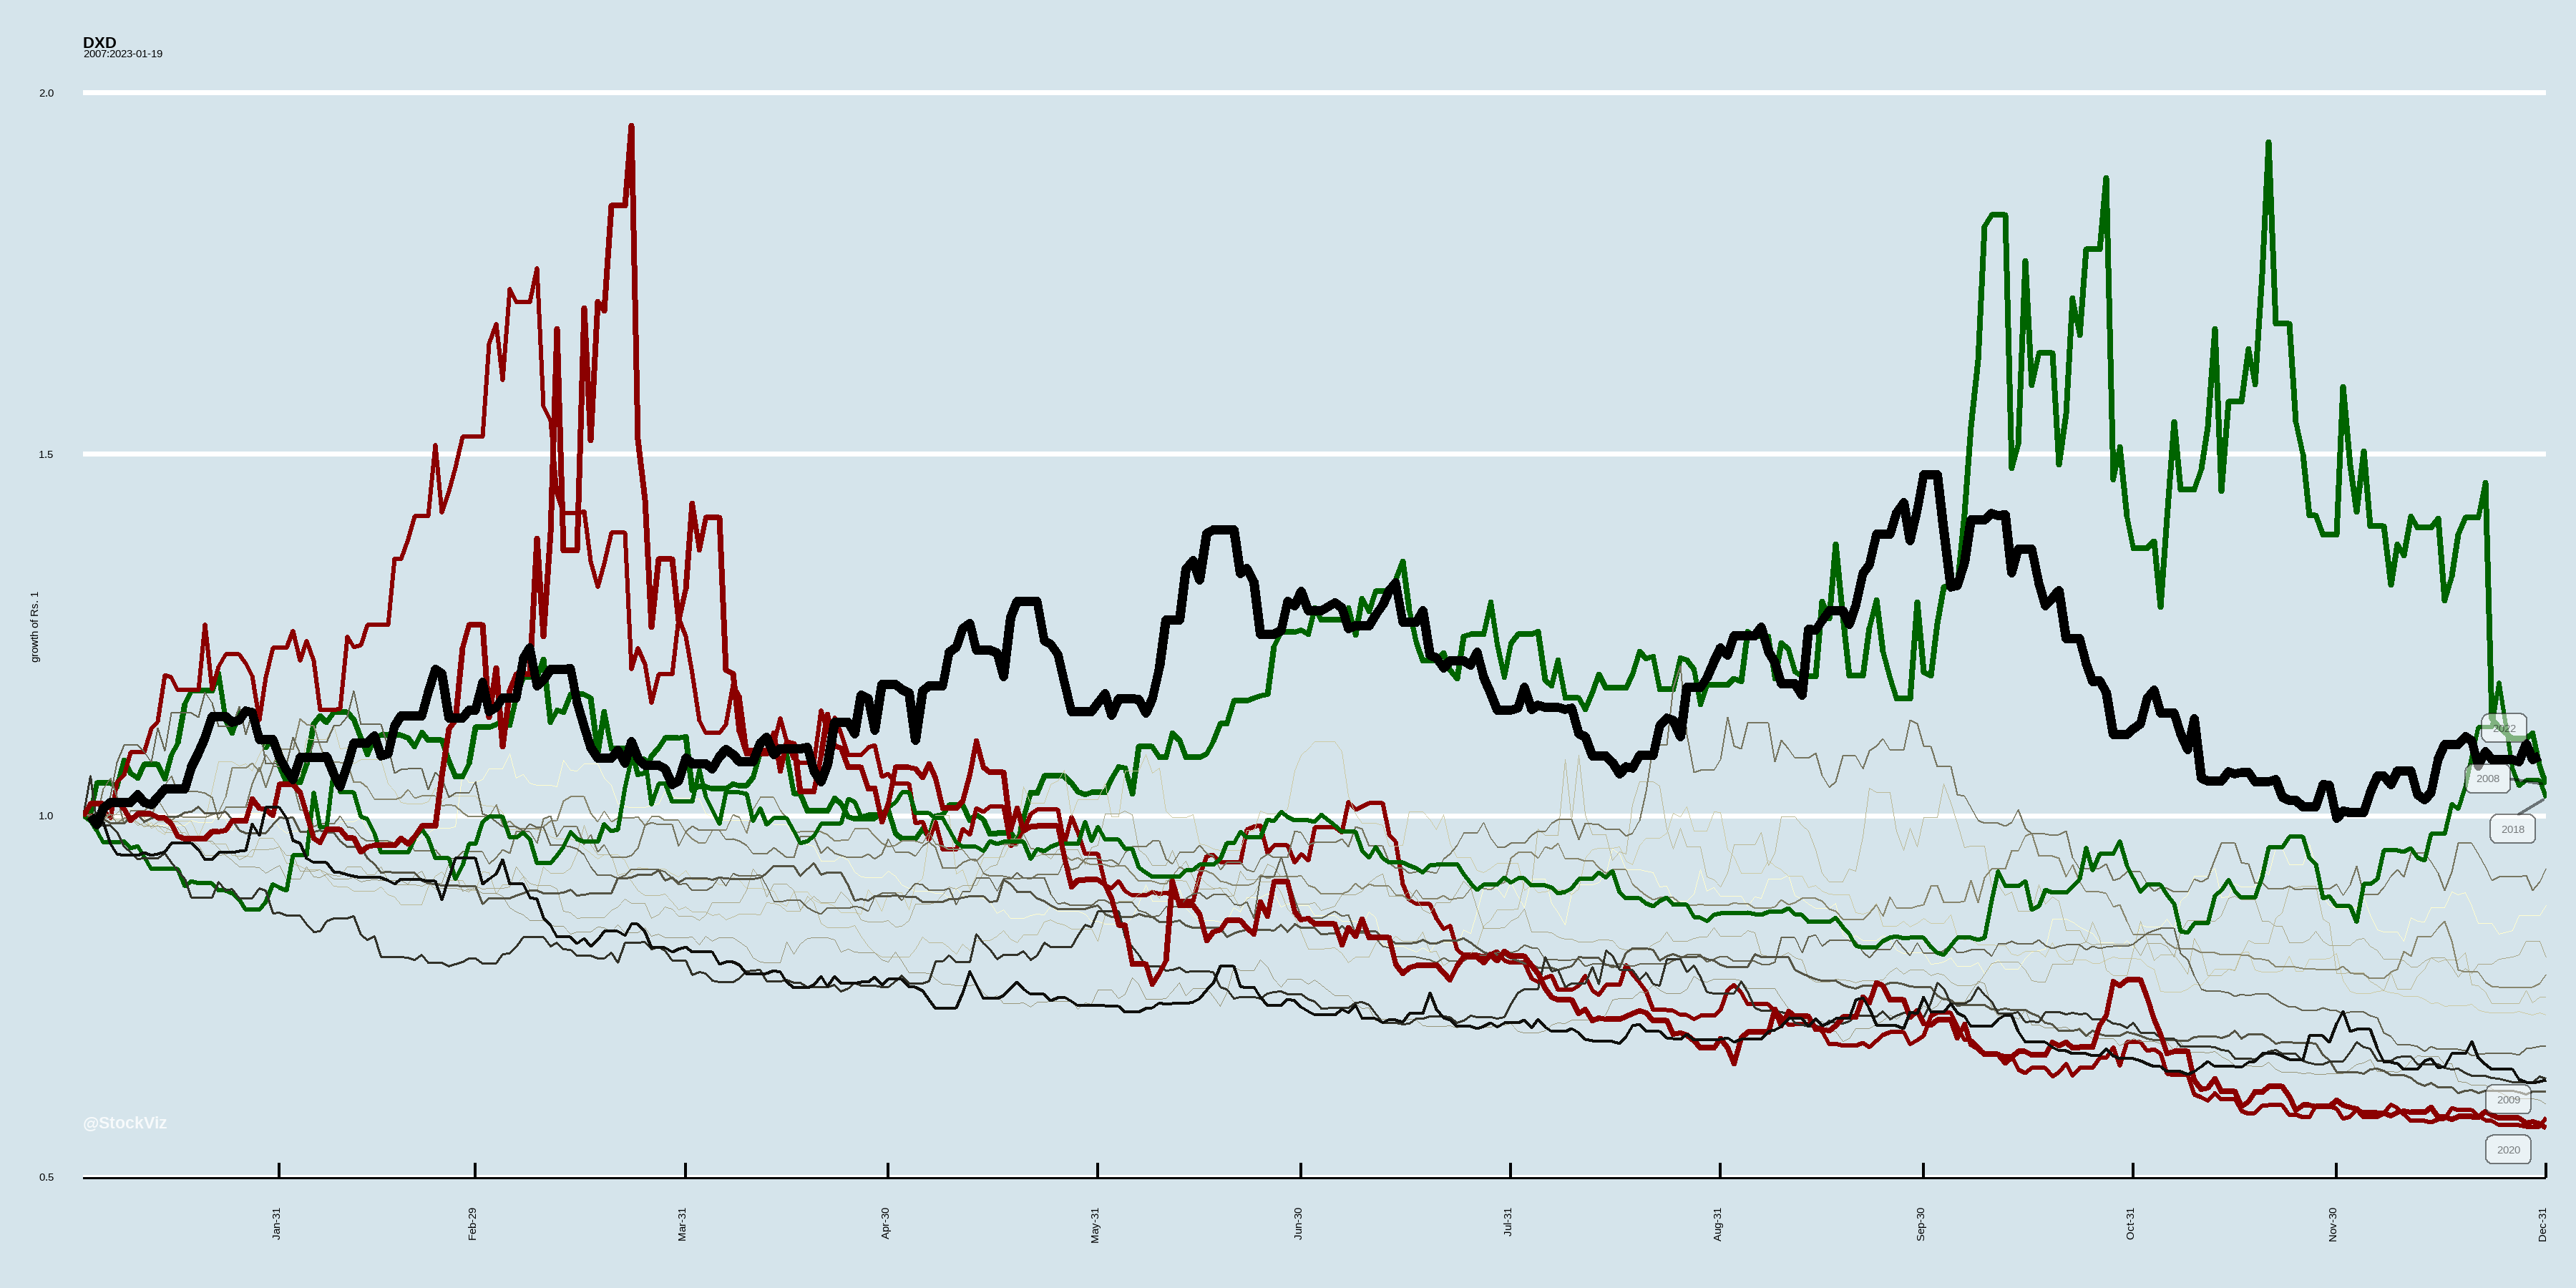 DXD
2007:2023-01-19
2.0
1.5
1.0
0.5
growth of Rs. 1
2022
2008
2018
2009
2020
@StockViz
Jan-31
Feb-29
Mar-31
Apr-30
May-31
Jun-30
Jul-31
Aug-31
Sep-30
Oct-31
Nov-30
Dec-31